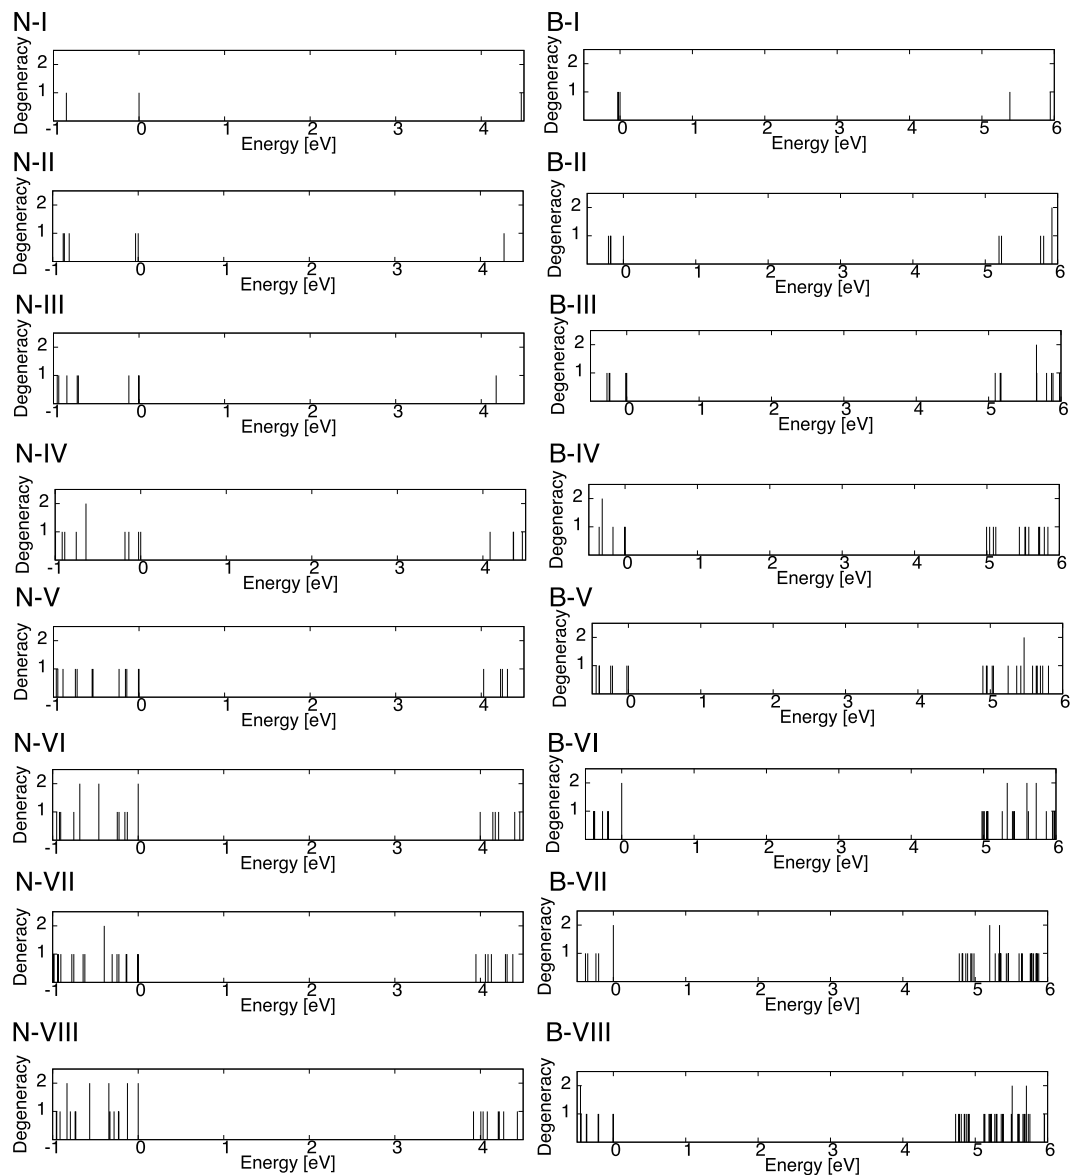 N-I
Degeneracy
2
1
-1 0 1 2 3 4
Energy [eV]
B-I
Degeneracy
2
1
0 1 2 3 4 5 6
Energy [eV]
N-II
Degeneracy
2
1
-1 0 1 2 3 4
Energy [eV]
B-II
Degeneracy
2
1
0 1 2 3 4 5 6
Energy [eV]
N-III
Degeneracy
2
1
-1 0 1 2 3 4
Energy [eV]
B-III
Degeneracy
2
1
0 1 2 3 4 5 6
Energy [eV]
N-IV
Degeneracy
2
1
-1 0 1 2 3 4
Energy [eV]
B-IV
Degeneracy
2
1
0 1 2 3 4 5 6
Energy [eV]
N-V
Deneracy
2
1
-1 0 1 2 3 4
Energy [eV]
B-V
Degeneracy
2
1
0 1 2 3 4 5 6
Energy [eV]
N-VI
Deneracy
2
1
-1 0 1 2 3 4
Energy [eV]
B-VI
Degeneracy
2
1
0 1 2 3 4 5 6
Energy [eV]
N-VII
Deneracy
2
1
-1 0 1 2 3 4
Energy [eV]
B-VII
Degeneracy
2
1
0 1 2 3 4 5 6
Energy [eV]
N-VIII
Degeneracy
2
1
-1 0 1 2 3 4
Energy [eV]
B-VIII
Degeneracy
2
1
0 1 2 3 4 5 6
Energy [eV]